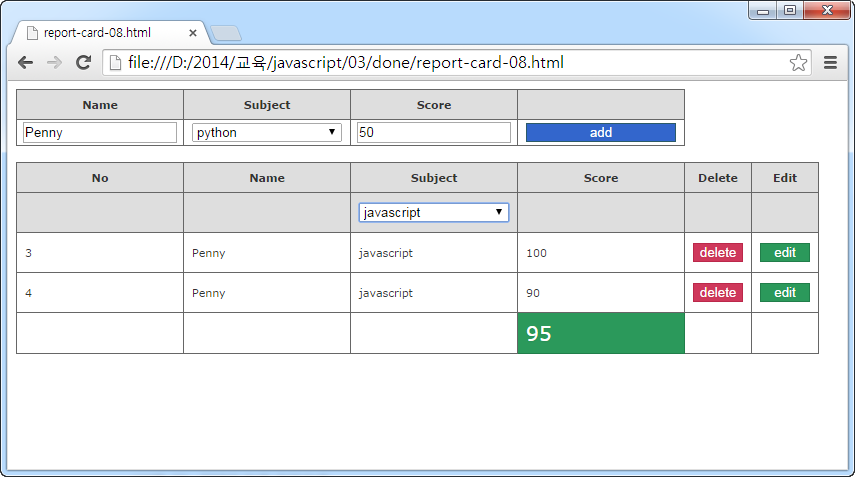 report-card-08.html
file:///D:/2014/교육/javascript/03/done/report-card-08.html
Name Subject Score
Penny python 50 add
No Name Subject Score Delete Edit
javascript
3 Penny javascript 100 delete edit
4 Penny javascript 90 delete edit
95